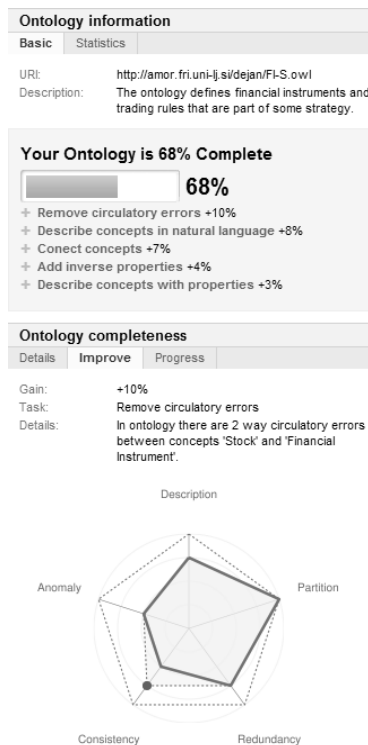 Ontology information
Basic Statistics
URI: http://amor.fri.uni-lj.si/dejan/FI-S.owl
Description: The ontology defines financial instruments and
trading rules that are part of some strategy.
Your Ontology is 68% Complete
68%
+ Remove circulatory errors +10%
+ Describe concepts in natural language +8%
+ Conect concepts +7%
+ Add inverse properties +4%
+ Describe concepts with properties +3%
Ontology completeness
Details Improve Progress
Gain: +10%
Task: Remove circulatory errors
Details: In ontology there are 2 way circulatory errors
between concepts 'Stock' and 'Financial
Instrument'.
Description
Anomaly
Partition
Consistency
Redundancy